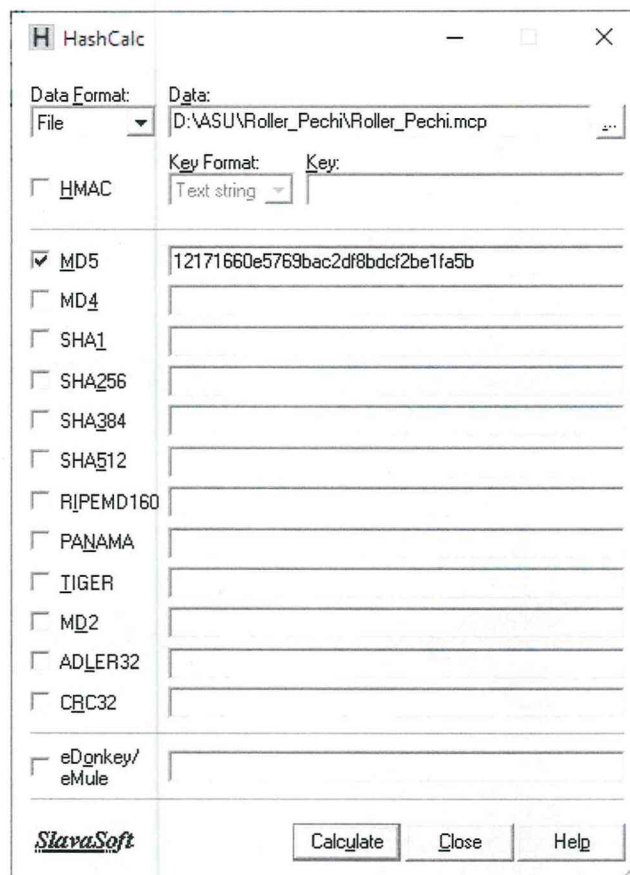 HashCalc
Data Format: Data:
File D:\ASU\Roller_Pechi\Roller_Pechi.mcp ...
Key Format: Key:
HMAC Text string
MD5 12171660e5769bac2df8bdcf2be1fa5b
MD4
SHA1
SHA256
SHA384
SHA512
RIPEMD160
PANAMA
TIGER
MD2
ADLER32
CRC32
eDonkey/
eMule
SlavaSoft Calculate Close Help